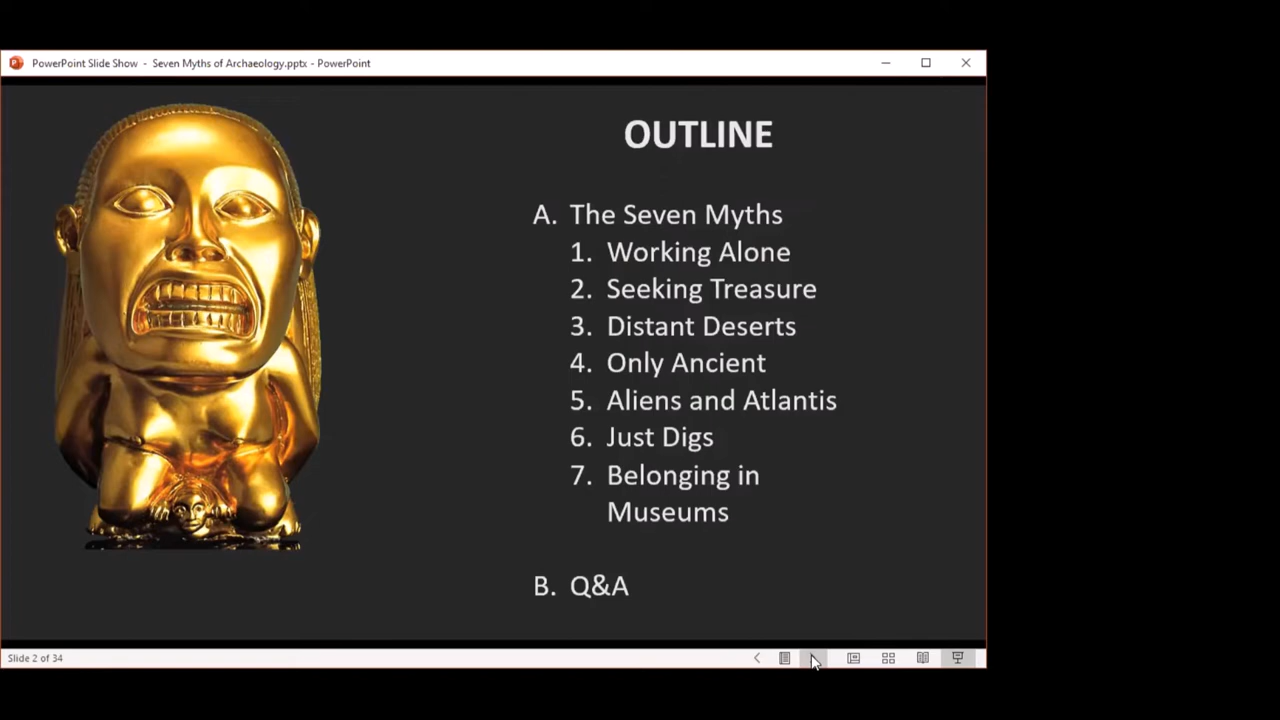 PowerPoint Slide Show - Seven Myths of Archaeology.pptx - PowerPoint
OUTLINE
A. The Seven Myths
1. Working Alone
2. Seeking Treasure
3. Distant Deserts
4. Only Ancient
5. Aliens and Atlantis
6. Just Digs
7. Belonging in
Museums
B. Q&A
Slide 2 of 34